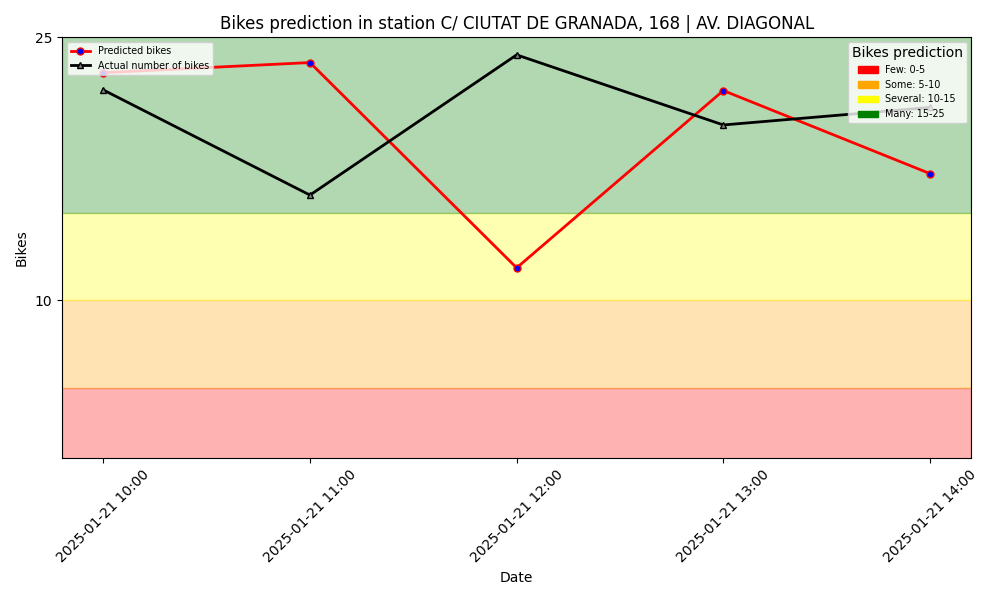 Bikes prediction in station C/ CIUTAT DE GRANADA, 168 | AV. DIAGONAL
25
10
Bikes
Predicted bikes
Actual number of bikes
Bikes prediction
Few: 0-5
Some: 5-10
Several: 10-15
Many: 15-25
2025-01-21 10:00
2025-01-21 11:00
2025-01-21 12:00
2025-01-21 13:00
2025-01-21 14:00
Date